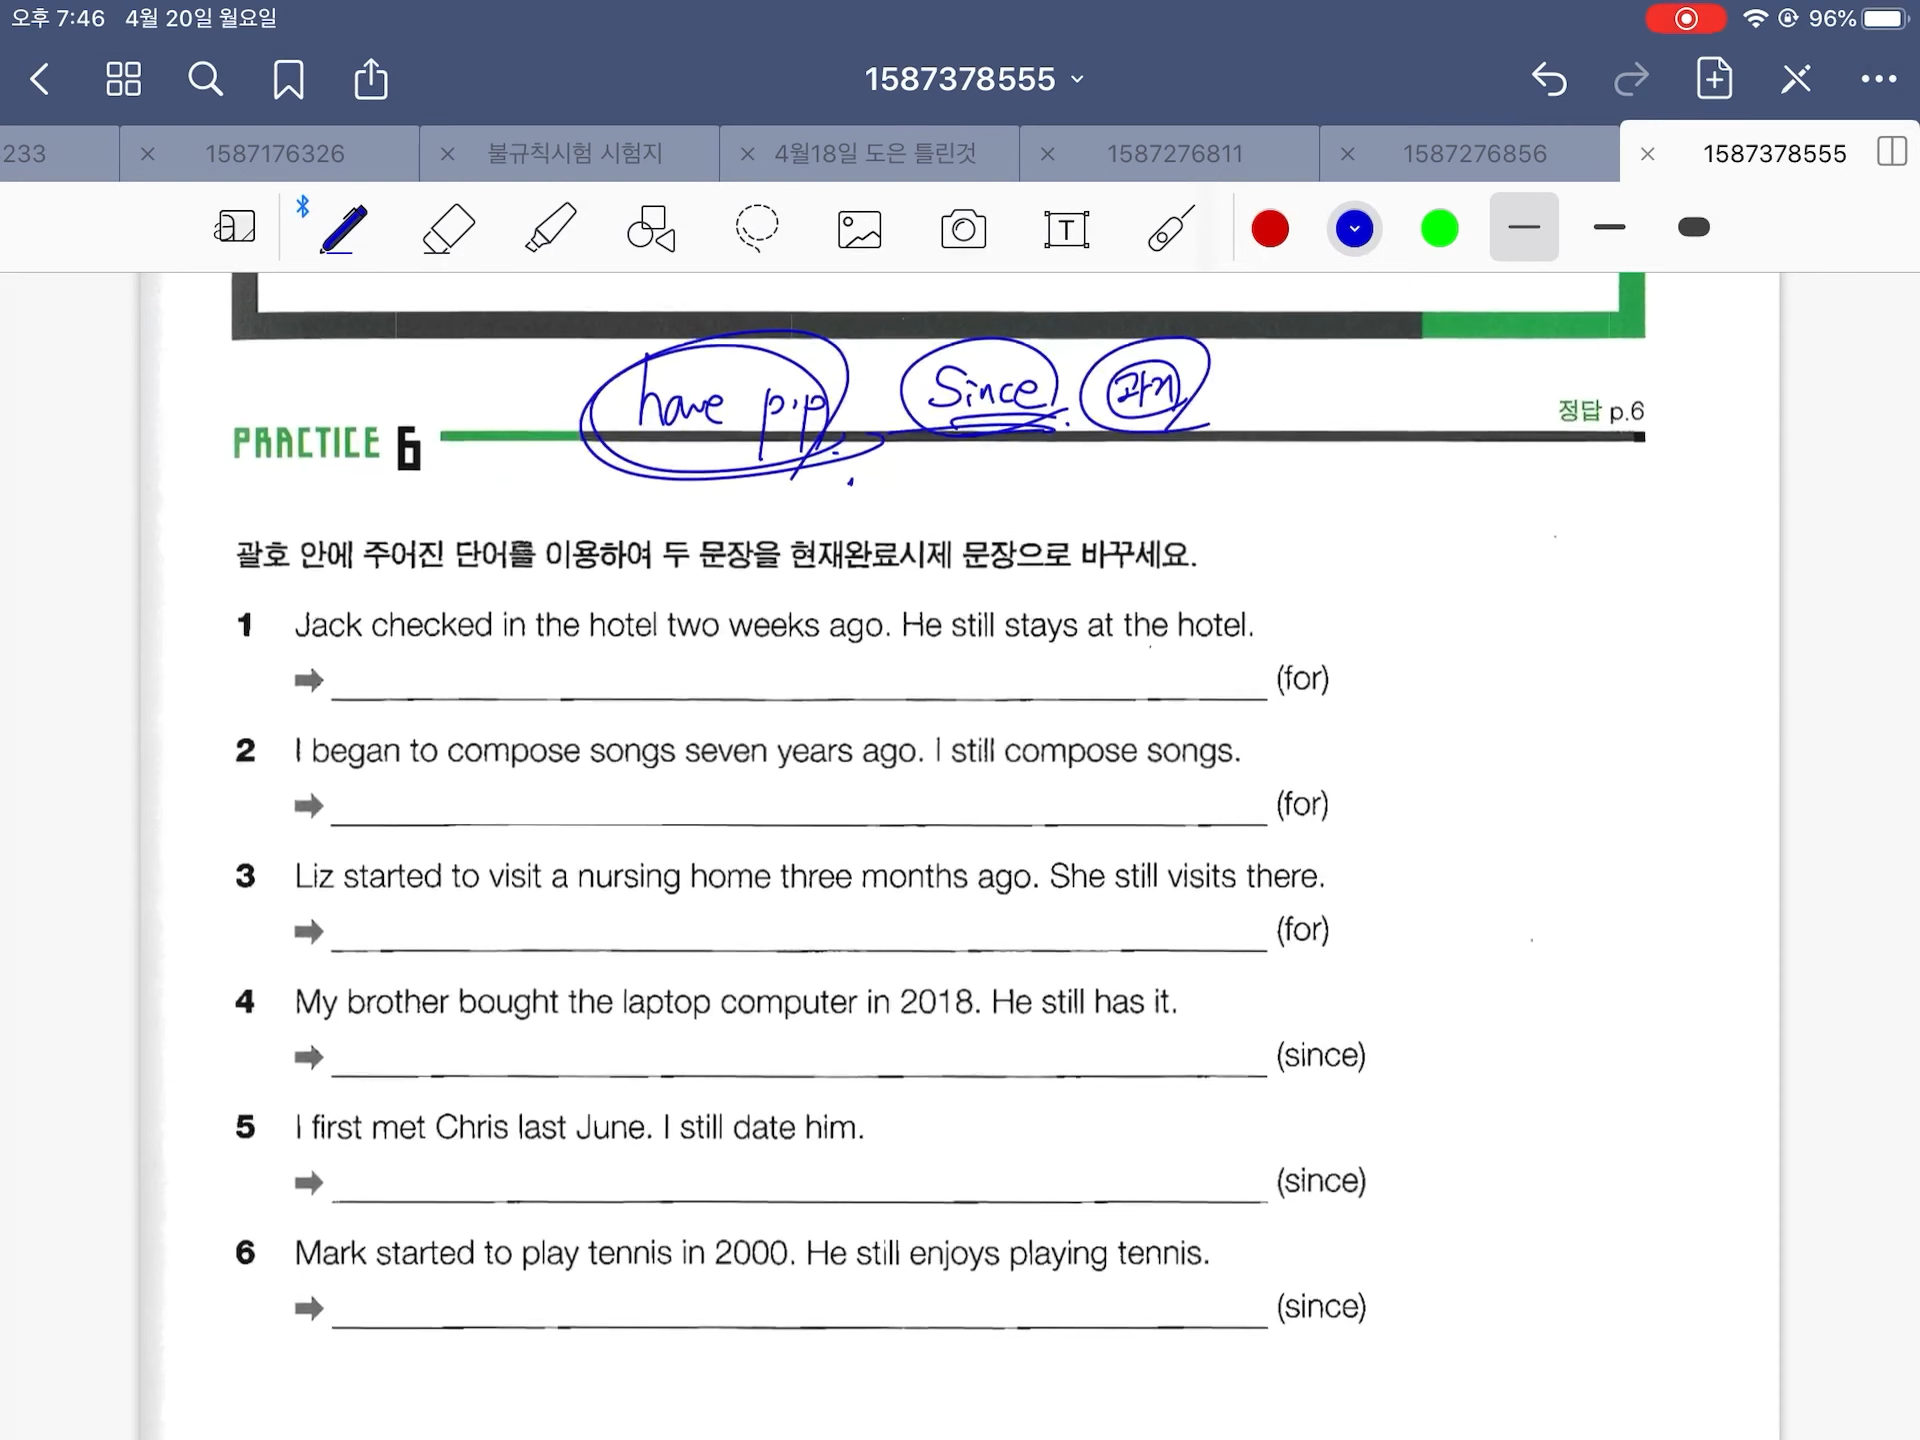 오후 7:46 4월 20일 월요일 96%
1587378555
233 1587176326 불규칙시험 시험지 4월18일 도은 틀린것 1587276811 1587276856 1587378555
have p.p Since 과거
정답 p.6
PRACTICE 6
괄호 안에 주어진 단어를 이용하여 두 문장을 현재완료시제 문장으로 바꾸세요.
1 Jack checked in the hotel two weeks ago. He still stays at the hotel.
(for)
2 I began to compose songs seven years ago. I still compose songs.
(for)
3 Liz started to visit a nursing home three months ago. She still visits there.
(for)
4 My brother bought the laptop computer in 2018. He still has it.
(since)
5 I first met Chris last June. I still date him.
(since)
6 Mark started to play tennis in 2000. He still enjoys playing tennis.
(since)